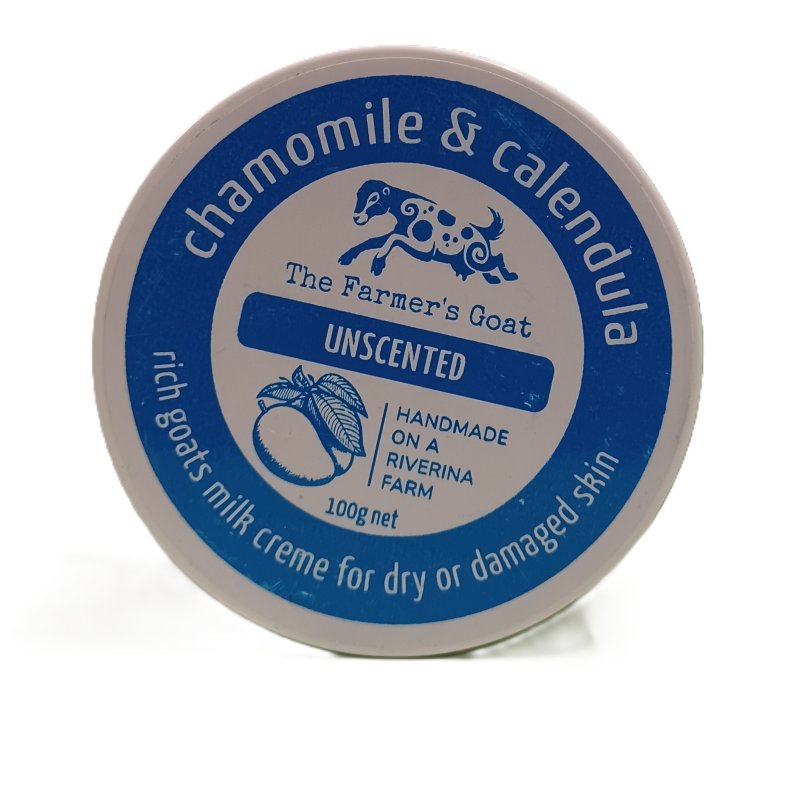 chamomile & calendula
The Farmer's Goat
UNSCENTED
HANDMADE
ON A
RIVERINA
FARM
100g net
rich goats milk creme for dry or damaged skin